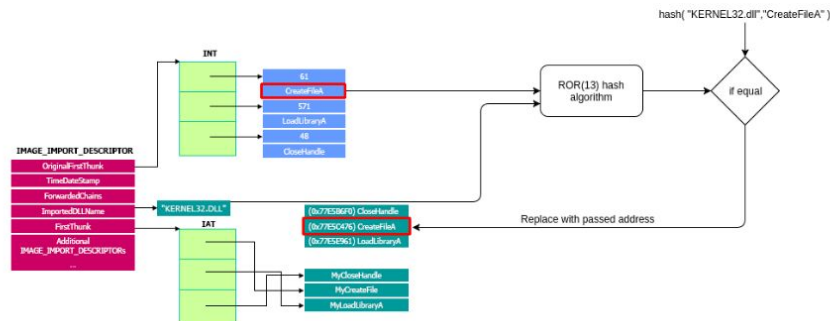 hash( "KERNEL32.dll","CreateFileA" )
INT
61
CreateFileA
571
LoadLibraryA
48
CloseHandle
ROR(13) hash
algorithm
if equal
IMAGE_IMPORT_DESCRIPTOR
OriginalFirstThunk
TimeDateStamp
ForwardedChains
ImportedDLLName
FirstThunk
Additional
IMAGE_IMPORT_DESCRIPTORs
...
"KERNEL32.DLL"
(0x77E5B6F0) CloseHandle
(0x77E5C476) CreateFileA
(0x77E5E961) LoadLibraryA
Replace with passed address
IAT
MyCloseHandle
MyCreateFile
MyLoadLibraryA